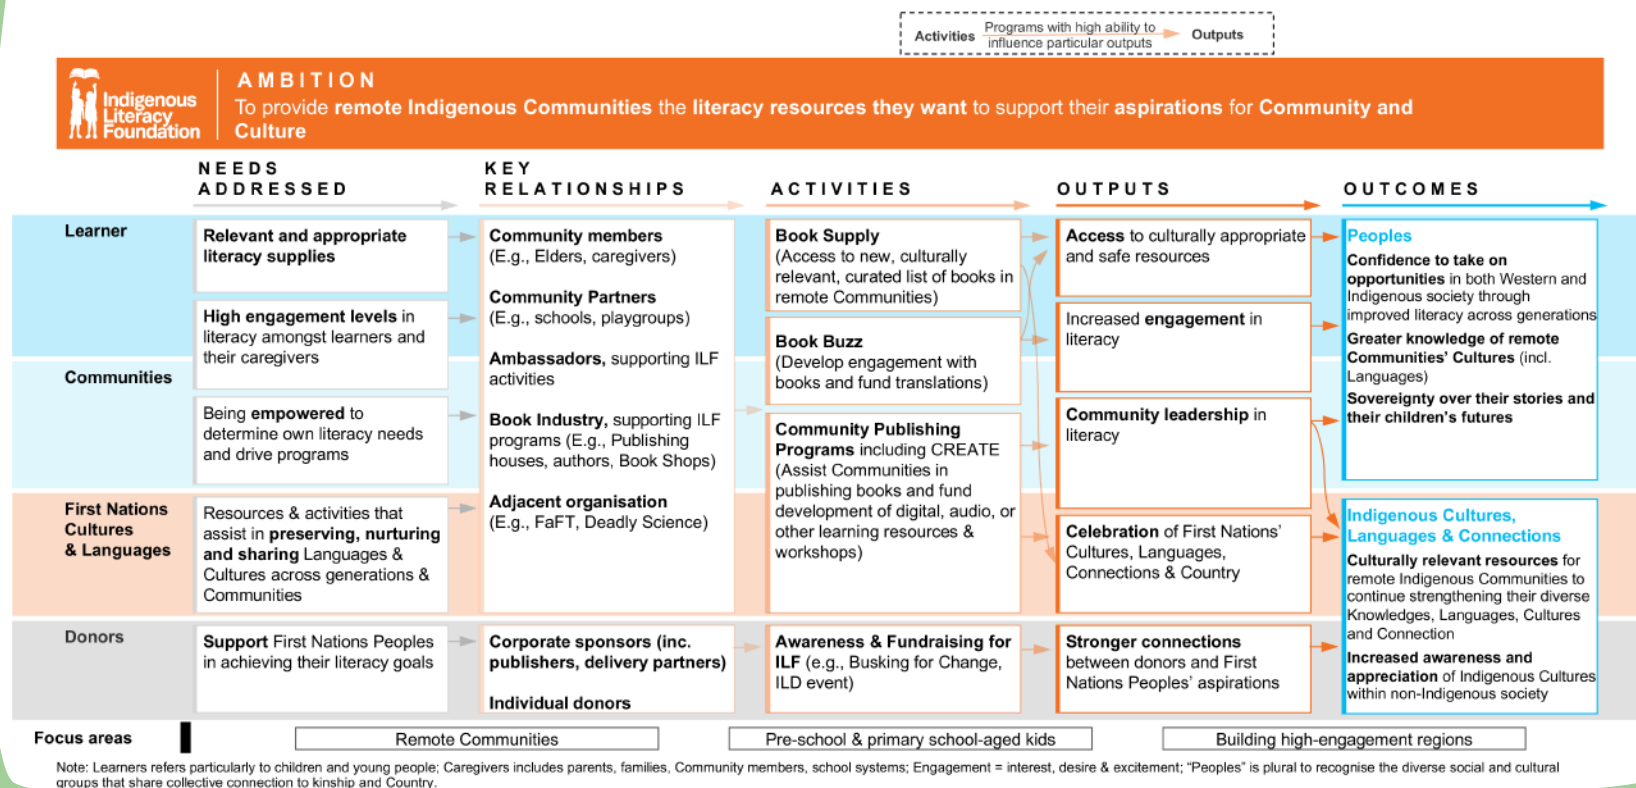 Activities
Programs with high ability to
influence particular outputs
Outputs
Indigenous
Literacy
Foundation
AMBITION
To provide remote Indigenous Communities the literacy resources they want to support their aspirations for Community and
Culture
NEEDS
ADDRESSED
KEY
RELATIONSHIPS
ACTIVITIES
OUTPUTS
OUTCOMES
Learner
Communities
First Nations
Cultures
& Languages
Donors
Relevant and appropriate
literacy supplies
High engagement levels in
literacy amongst learners and
their caregivers
Being empowered to
determine own literacy needs
and drive programs
Resources & activities that
assist in preserving, nurturing
and sharing Languages &
Cultures across generations &
Communities
Support First Nations Peoples
in achieving their literacy goals
Community members
(E.g., Elders, caregivers)
Community Partners
(E.g., schools, playgroups)
Ambassadors, supporting ILF
activities
Book Industry, supporting ILF
programs (E.g., Publishing
houses, authors, Book Shops)
Adjacent organisation
(E.g., FaFT, Deadly Science)
Corporate sponsors (inc.
publishers, delivery partners)
Individual donors
Book Supply
(Access to new, culturally
relevant, curated list of books in
remote Communities)
Book Buzz
(Develop engagement with
books and fund translations)
Community Publishing
Programs including CREATE
(Assist Communities in
publishing books and fund
development of digital, audio, or
other learning resources &
workshops)
Awareness & Fundraising for
ILF (e.g., Busking for Change,
ILD event)
Access to culturally appropriate
and safe resources
Increased engagement in
literacy
Community leadership in
literacy
Celebration of First Nations'
Cultures, Languages,
Connections & Country
Stronger connections
between donors and First
Nations Peoples' aspirations
Peoples
Confidence to take on
opportunities in both Western and
Indigenous society through
improved literacy across generations
Greater knowledge of remote
Communities' Cultures (incl.
Languages)
Sovereignty over their stories and
their children's futures
Indigenous Cultures,
Languages & Connections
Culturally relevant resources for
remote Indigenous Communities to
continue strengthening their diverse
Knowledges, Languages, Cultures
and Connection
Increased awareness and
appreciation of Indigenous Cultures
within non-Indigenous society
Focus areas
Remote Communities
Pre-school & primary school-aged kids
Building high-engagement regions
Note: Learners refers particularly to children and young people; Caregivers includes parents, families, Community members, school systems; Engagement = interest, desire & excitement; "Peoples" is plural to recognise the diverse social and cultural
groups that share collective connection to kinship and Country.